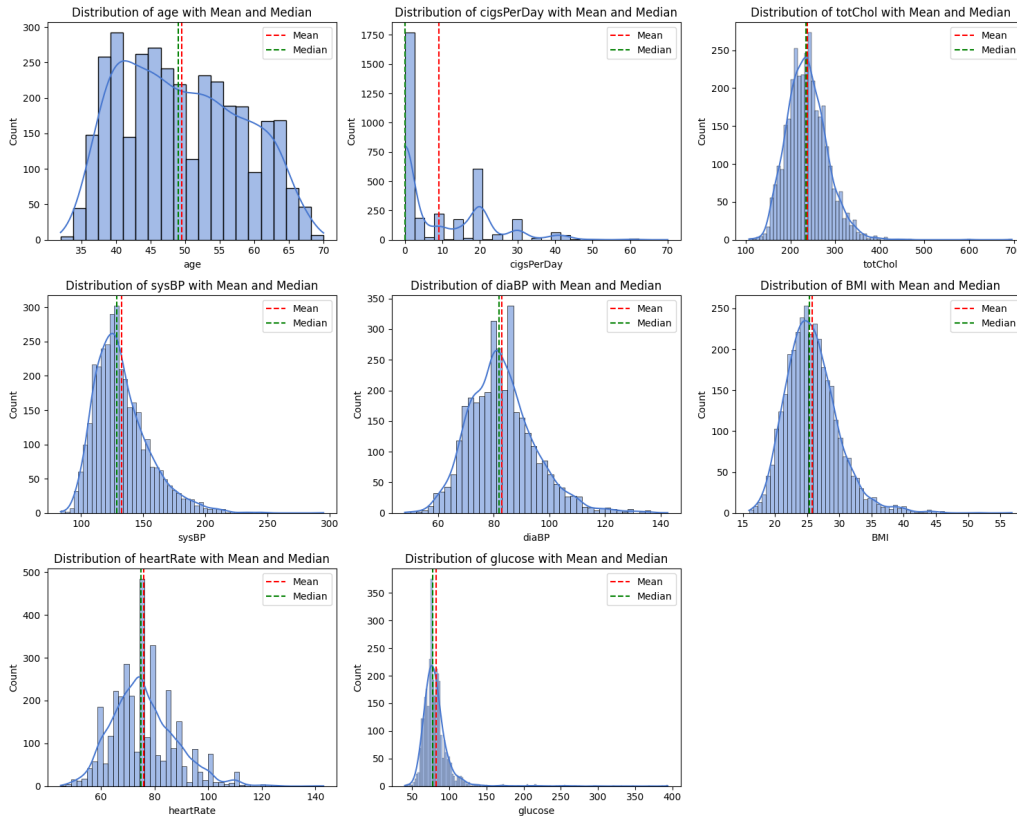 Distribution of age with Mean and Median
Mean
Median
Count
300
250
200
150
100
50
0
35 40 45 50 55 60 65 70
age
Distribution of cigsPerDay with Mean and Median
Mean
Median
Count
1750
1500
1250
1000
750
500
250
0
0 10 20 30 40 50 60 70
cigsPerDay
Distribution of totChol with Mean and Median
Mean
Median
Count
250
200
150
100
50
0
100 200 300 400 500 600 70
totChol
Distribution of sysBP with Mean and Median
Mean
Median
Count
300
250
200
150
100
50
0
100 150 200 250 300
sysBP
Distribution of diaBP with Mean and Median
Mean
Median
Count
350
300
250
200
150
100
50
0
60 80 100 120 140
diaBP
Distribution of BMI with Mean and Median
Mean
Median
Count
250
200
150
100
50
0
15 20 25 30 35 40 45 50 55
BMI
Distribution of heartRate with Mean and Median
Mean
Median
Count
500
400
300
200
100
0
60 80 100 120 140
heartRate
Distribution of glucose with Mean and Median
Mean
Median
Count
350
300
250
200
150
100
50
0
50 100 150 200 250 300 350 400
glucose